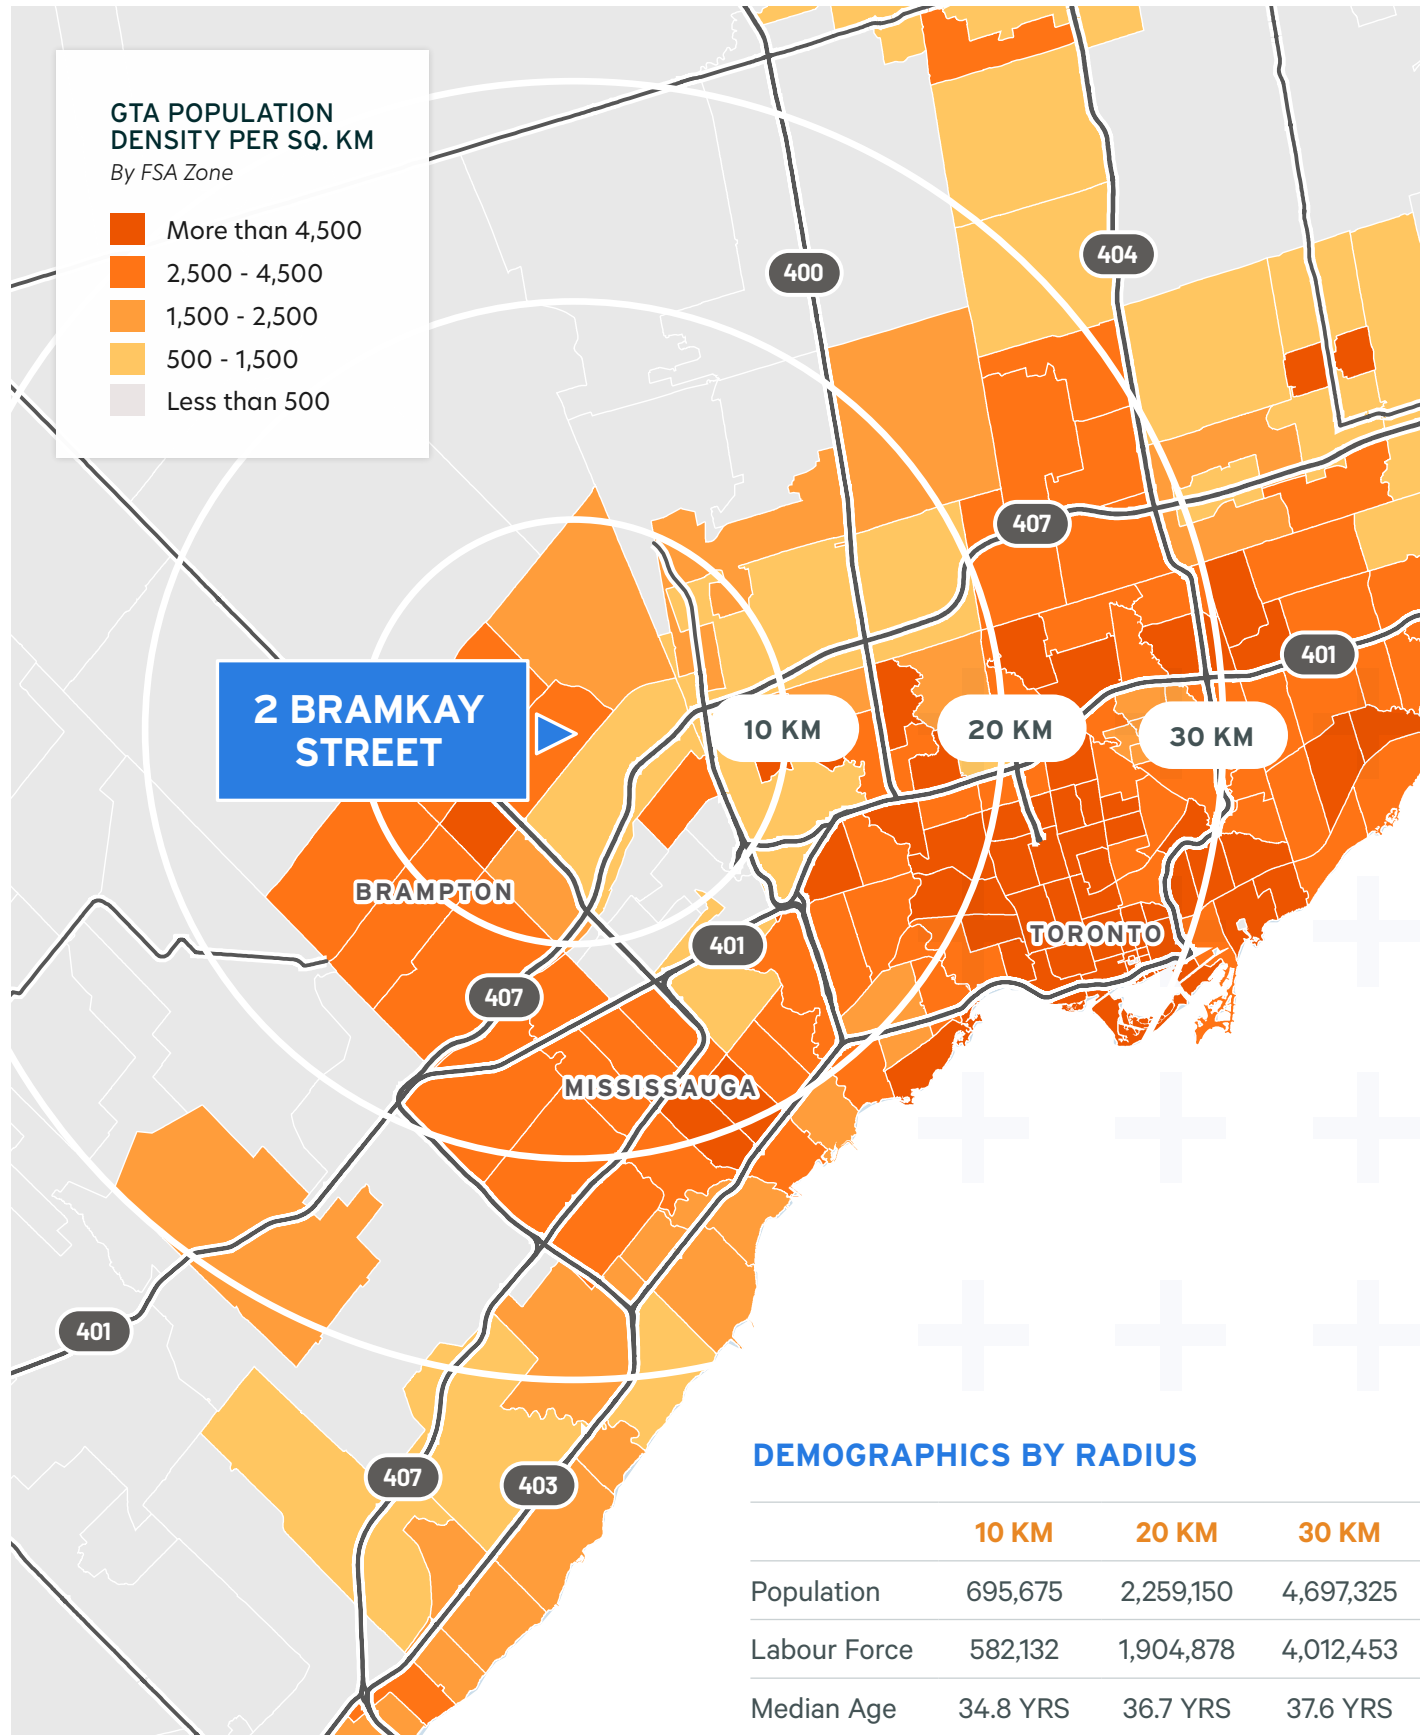 GTA POPULATION
DENSITY PER SQ. KM
By FSA Zone
More than 4,500
2,500 - 4,500
1,500 - 2,500
500 - 1,500
Less than 500
400
404
407
401
2 BRAMKAY
STREET
10 KM
20 KM
30 KM
BRAMPTON
TORONTO
401
407
MISSISSAUGA
401
407
403
DEMOGRAPHICS BY RADIUS
10 KM 20 KM 30 KM
Population 695,675 2,259,150 4,697,325
Labour Force 582,132 1,904,878 4,012,453
Median Age 34.8 YRS 36.7 YRS 37.6 YRS